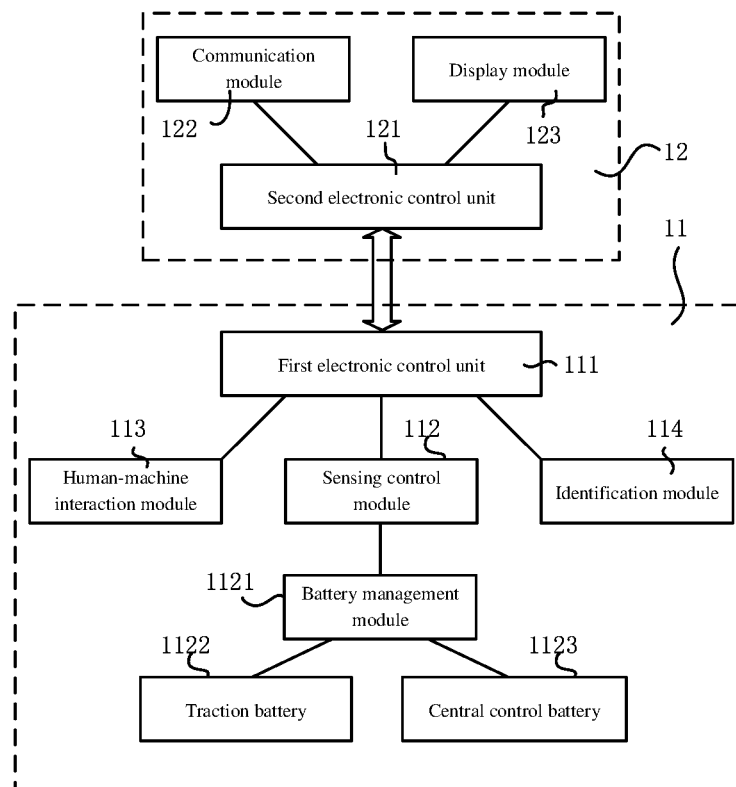 Communication
module
Display module
122
121
123
12
Second electronic control unit
11
First electronic control unit
111
113
112
114
Human-machine
interaction module
Sensing control
module
Identification module
1121
Battery management
module
1122
1123
Traction battery
Central control battery